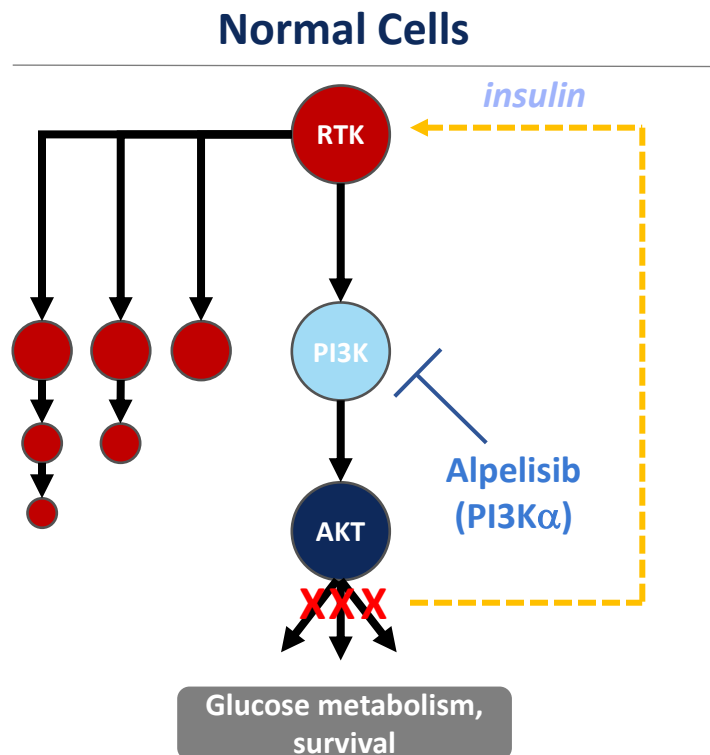 Normal Cells
insulin
RTK
PI3K
Alpelisib
(PI3Kα)
AKT
XXX
Glucose metabolism,
survival